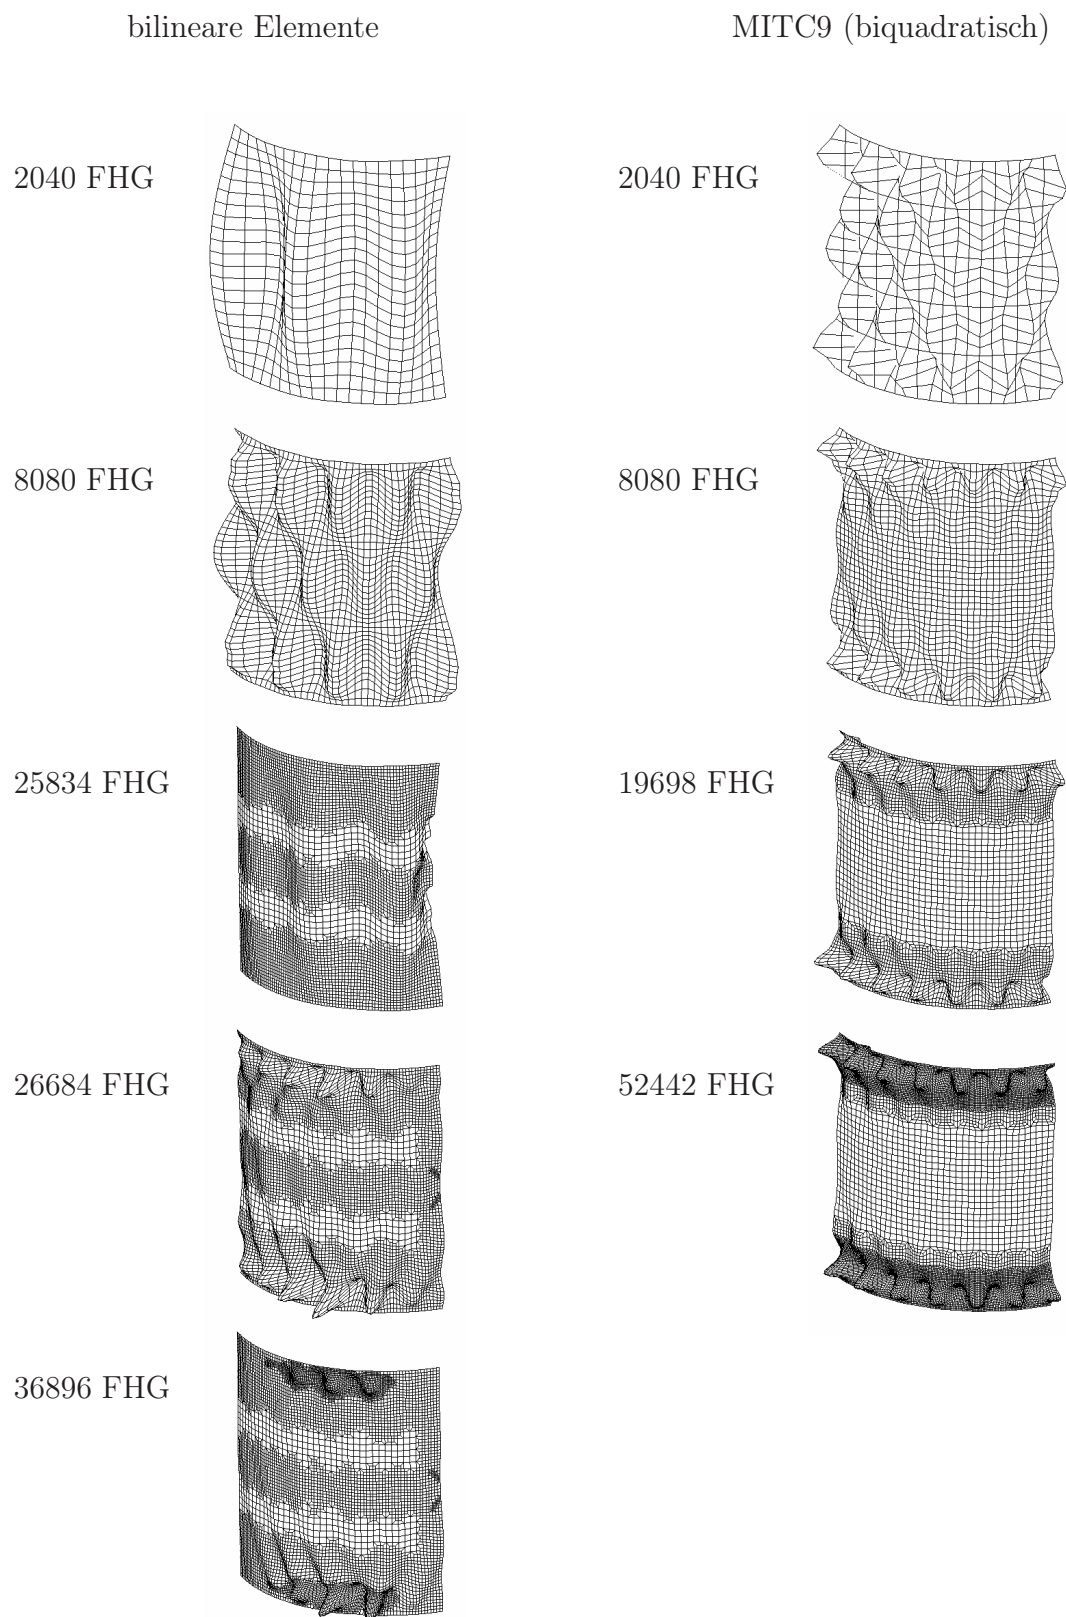 bilineare Elemente MITC9 (biquadratisch)
2040 FHG 2040 FHG
8080 FHG 8080 FHG
25834 FHG 19698 FHG
26684 FHG 52442 FHG
36896 FHG